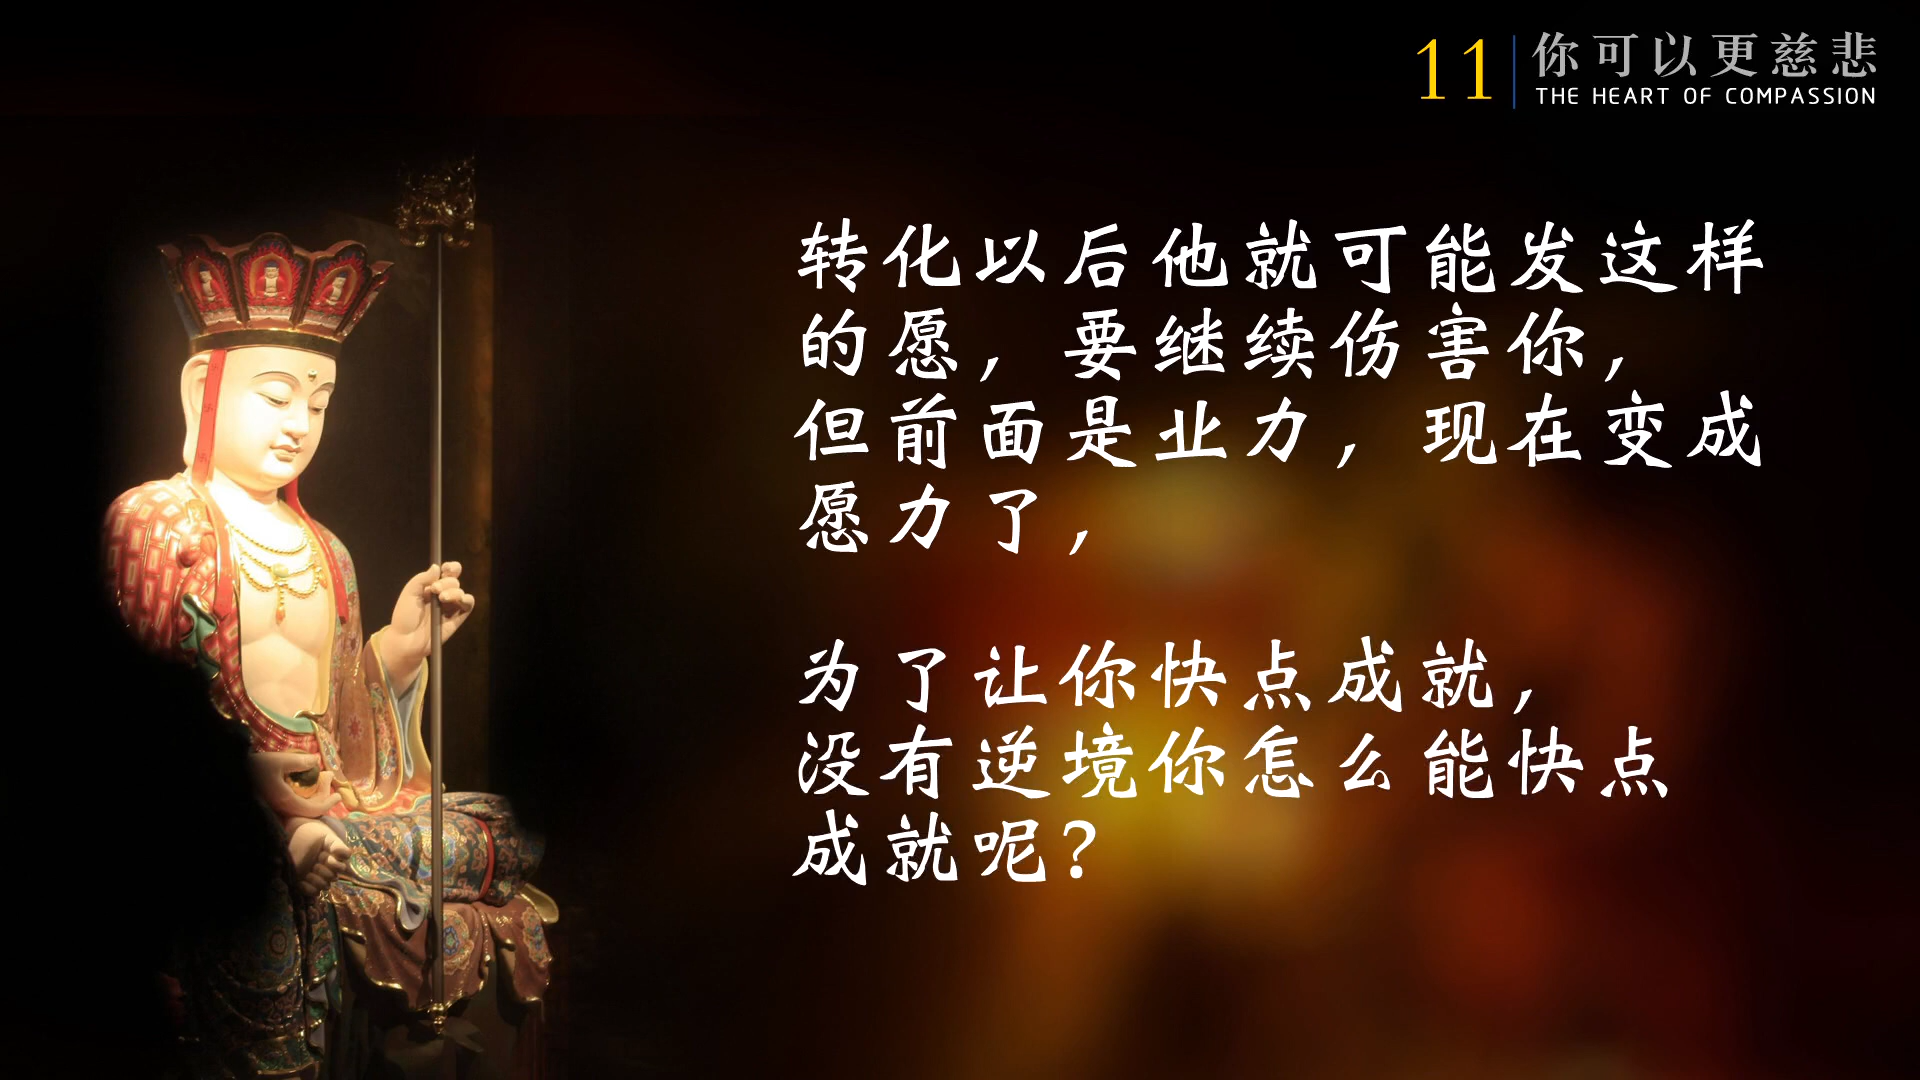 11
你可以更慈悲
THE HEART OF COMPASSION
转化以后他就可能发这样
的愿，要继续伤害你，
但前面是业力，现在变成
愿力了，
为了让你快点成就，
没有逆境你怎么能快点
成就呢？